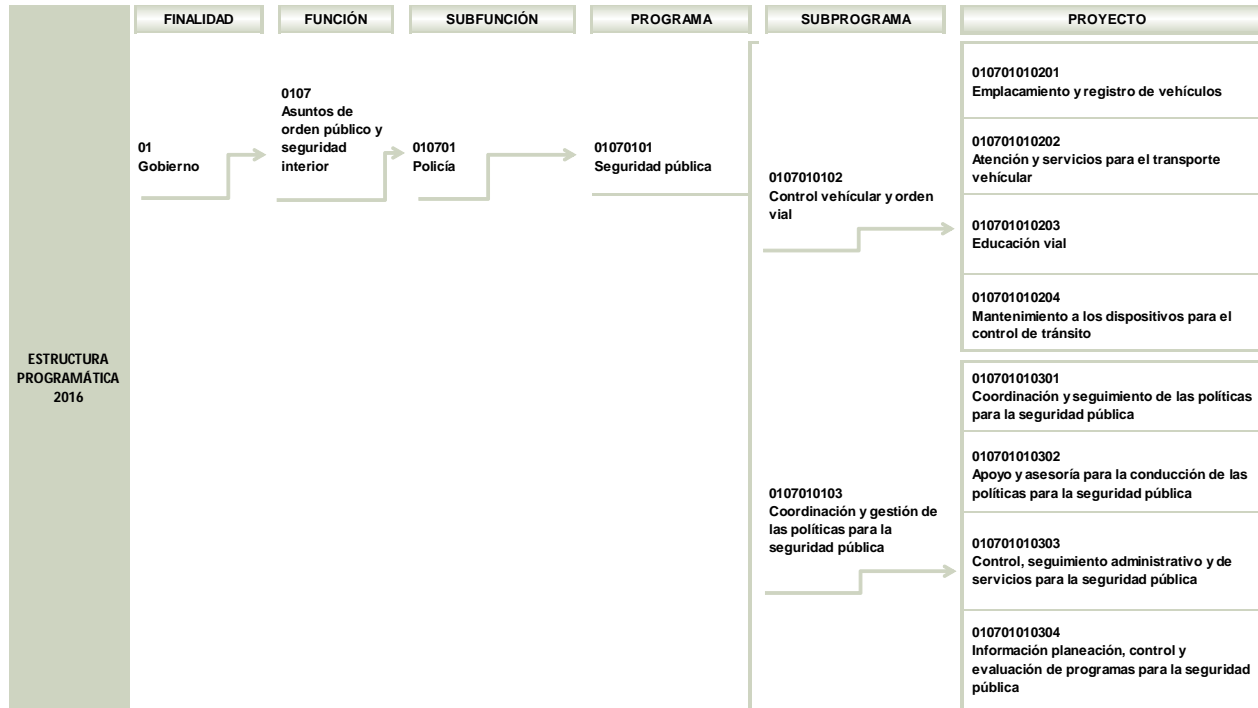 FINALIDAD
FUNCIÓN
SUBFUNCIÓN
PROGRAMA
SUBPROGRAMA
PROYECTO
ESTRUCTURA
PROGRAMÁTICA
2016
01
Gobierno
0107
Asuntos de
orden público y
seguridad
interior
010701
Policía
01070101
Seguridad pública
0107010102
Control vehícular y orden
vial
010701010201
Emplacamiento y registro de vehículos
010701010202
Atención y servicios para el transporte
vehícular
010701010203
Educación vial
010701010204
Mantenimiento a los dispositivos para el
control de tránsito
0107010103
Coordinación y gestión de
las políticas para la
seguridad pública
010701010301
Coordinación y seguimiento de las políticas
para la seguridad pública
010701010302
Apoyo y asesoría para la conducción de las
políticas para la seguridad pública
010701010303
Control, seguimiento administrativo y de
servicios para la seguridad pública
010701010304
Información planeación, control y
evaluación de programas para la seguridad
pública